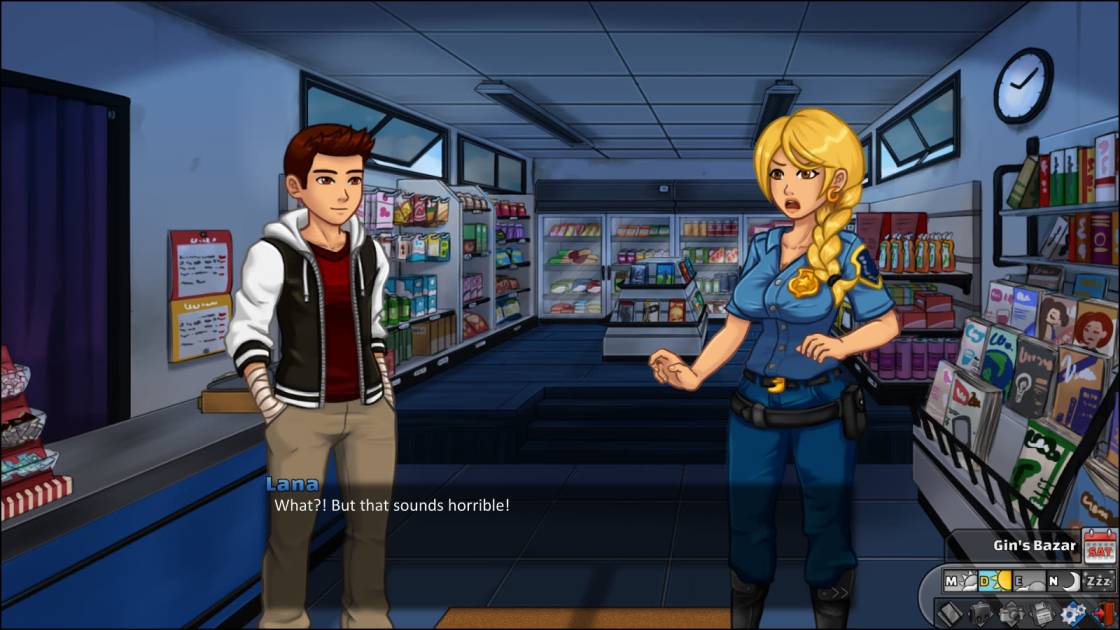 Lana
What?! But that sounds horrible!
Gin's Bazar
SAT
M D E N Zzz
>>